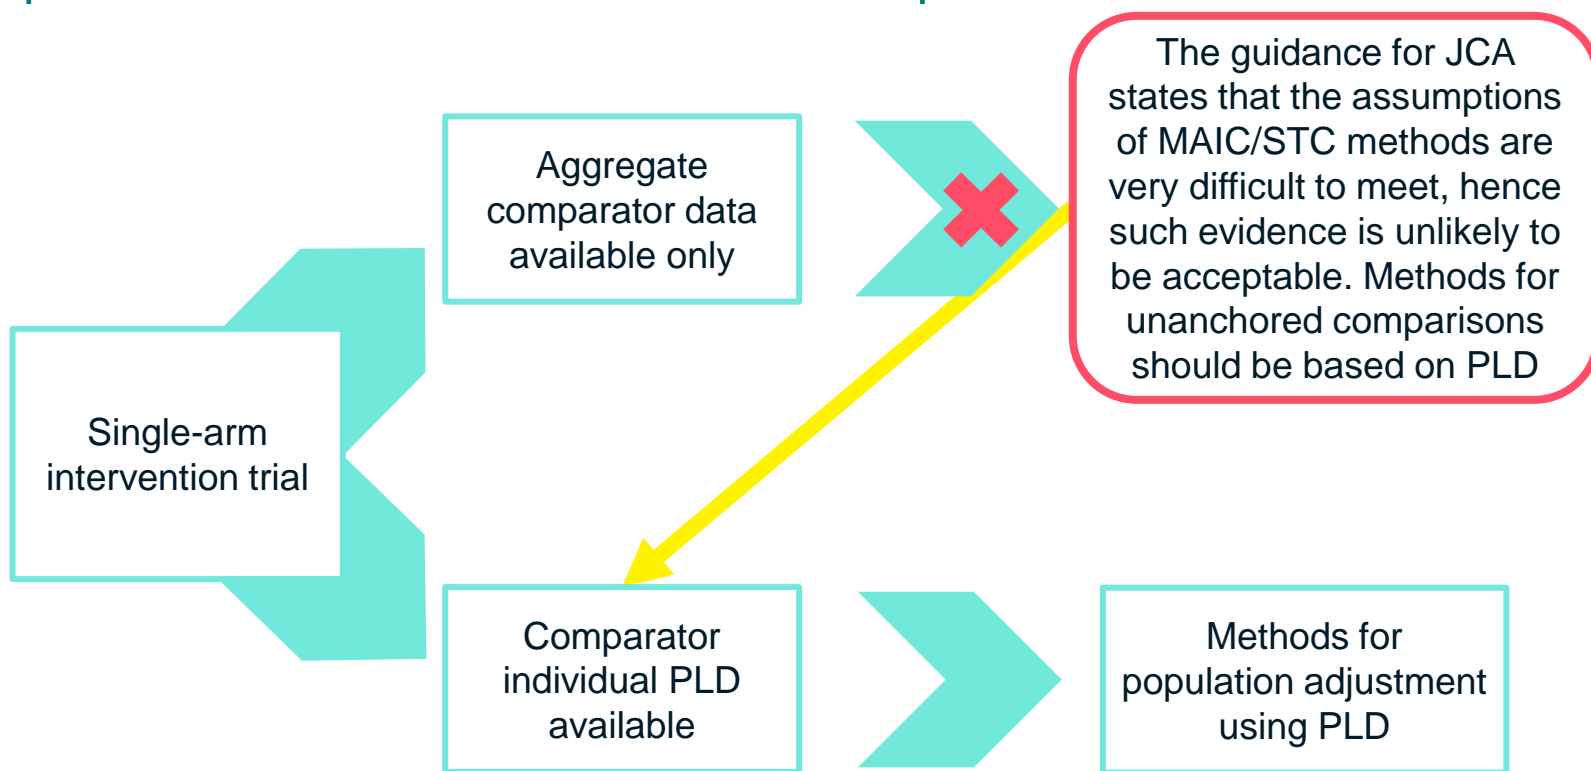 The guidance for JCA
states that the assumptions
of MAIC/STC methods are
very difficult to meet, hence
such evidence is unlikely to
be acceptable. Methods for
unanchored comparisons
should be based on PLD
Aggregate
comparator data
available only
Single-arm
intervention trial
Comparator
individual PLD
available
Methods for
population adjustment
using PLD